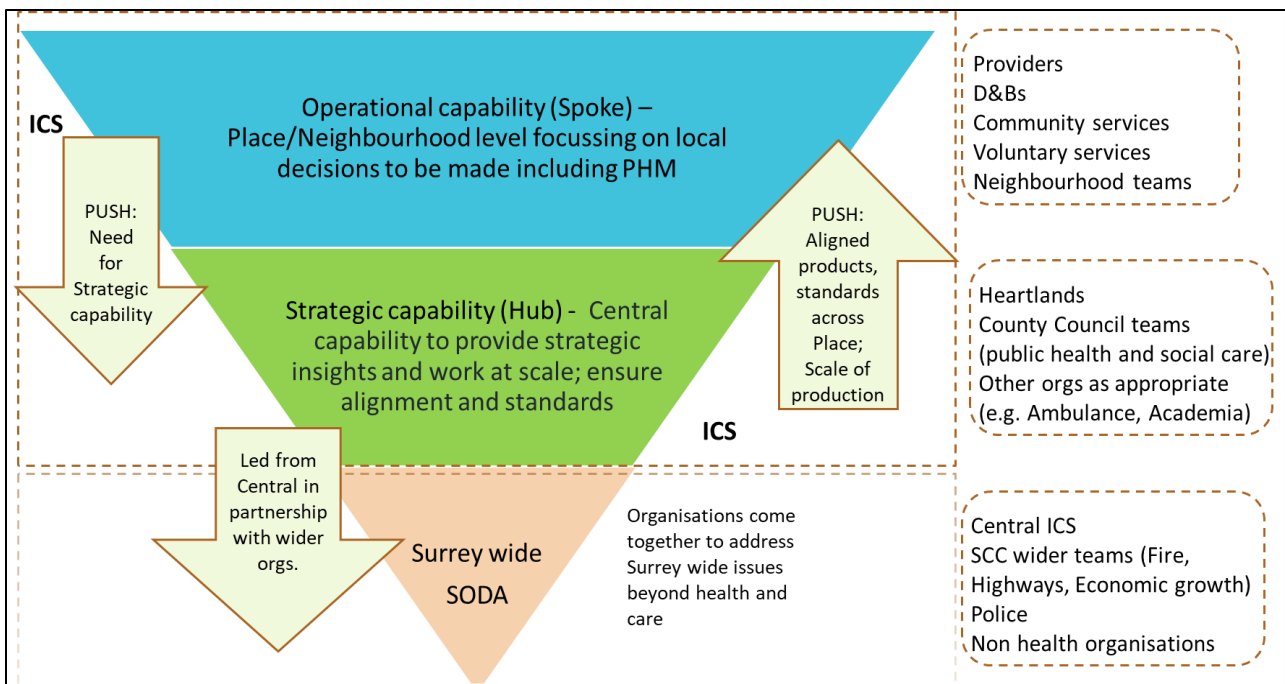 ICS
Operational capability (Spoke) –
Place/Neighbourhood level focussing on local
decisions to be made including PHM
PUSH:
Need
for
Strategic
capability
PUSH:
Aligned
products,
standards
across
Place;
Scale of
production
Providers
D&Bs
Community services
Voluntary services
Neighbourhood teams
Strategic capability (Hub) - Central
capability to provide strategic
insights and work at scale; ensure
alignment and standards
ICS
Heartlands
County Council teams
(public health and social care)
Other orgs as appropriate
(e.g. Ambulance, Academia)
Led from
Central in
partnership
with wider
orgs.
Surrey wide
SODA
Organisations come
together to address
Surrey wide issues
beyond health and
care
Central ICS
SCC wider teams (Fire,
Highways, Economic growth)
Police
Non health organisations